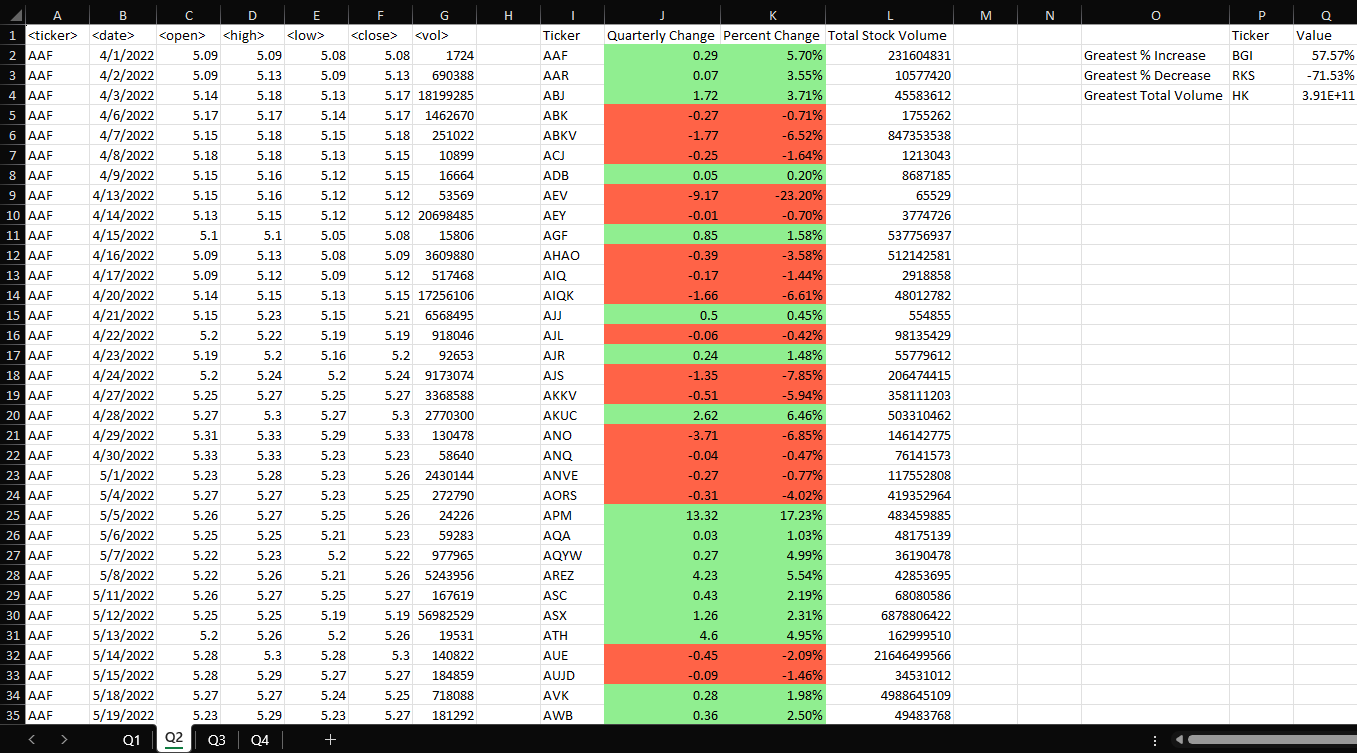 A B C D E F G H I J K L M N O P Q
1 <ticker> <date> <open> <high> <low> <close> <vol> Ticker Quarterly Change Percent Change Total Stock Volume Ticker Value
2 AAF 4/1/2022 5.09 5.09 5.08 5.08 1724 AAF 0.29 5.70% 231604831 Greatest % Increase BGI 57.57%
3 AAF 4/2/2022 5.09 5.13 5.09 5.13 690388 AAR 0.07 3.55% 10577420 Greatest % Decrease RKS -71.53%
4 AAF 4/3/2022 5.14 5.18 5.13 5.17 18199285 ABJ 1.72 3.71% 45583612 Greatest Total Volume HK 3.91E+11
5 AAF 4/6/2022 5.17 5.17 5.14 5.17 1462670 ABK -0.27 -0.71% 1755262
6 AAF 4/7/2022 5.15 5.18 5.15 5.18 251022 ABKV -1.77 -6.52% 847353538
7 AAF 4/8/2022 5.18 5.18 5.13 5.15 10899 ACJ -0.25 -1.64% 1213043
8 AAF 4/9/2022 5.15 5.16 5.12 5.15 16664 ADB 0.05 0.20% 8687185
9 AAF 4/13/2022 5.15 5.16 5.12 5.12 53569 AEV -9.17 -23.20% 65529
10 AAF 4/14/2022 5.13 5.15 5.12 5.12 20698485 AEY -0.01 -0.70% 3774726
11 AAF 4/15/2022 5.1 5.1 5.05 5.08 15806 AGF 0.85 1.58% 537756937
12 AAF 4/16/2022 5.09 5.13 5.08 5.09 3609880 AHAO -0.39 -3.58% 512142581
13 AAF 4/17/2022 5.09 5.12 5.09 5.12 517468 AIQ -0.17 -1.44% 2918858
14 AAF 4/20/2022 5.14 5.15 5.13 5.15 17256106 AIQK -1.66 -6.61% 48012782
15 AAF 4/21/2022 5.15 5.23 5.15 5.21 6568495 AJJ 0.5 0.45% 554855
16 AAF 4/22/2022 5.2 5.22 5.19 5.19 918046 AJL -0.06 -0.42% 98135429
17 AAF 4/23/2022 5.19 5.2 5.16 5.2 92653 AJR 0.24 1.48% 55779612
18 AAF 4/24/2022 5.2 5.24 5.2 5.24 9173074 AJS -1.35 -7.85% 206474415
19 AAF 4/27/2022 5.25 5.27 5.25 5.27 3368588 AKKV -0.51 -5.94% 358111203
20 AAF 4/28/2022 5.27 5.3 5.27 5.3 2770300 AKUC 2.62 6.46% 503310462
21 AAF 4/29/2022 5.31 5.33 5.29 5.33 130478 ANO -3.71 -6.85% 146142775
22 AAF 4/30/2022 5.33 5.33 5.23 5.23 58640 ANQ -0.04 -0.47% 76141573
23 AAF 5/1/2022 5.23 5.28 5.23 5.26 2430144 ANVE -0.27 -0.77% 117552808
24 AAF 5/4/2022 5.27 5.27 5.23 5.25 272790 AORS -0.31 -4.02% 419352964
25 AAF 5/5/2022 5.26 5.27 5.25 5.26 24226 APM 13.32 17.23% 483459885
26 AAF 5/6/2022 5.25 5.25 5.21 5.23 59283 AQA 0.03 1.03% 48175139
27 AAF 5/7/2022 5.22 5.23 5.2 5.22 977965 AQYW 0.27 4.99% 36190478
28 AAF 5/8/2022 5.22 5.26 5.21 5.26 5243956 AREZ 4.23 5.54% 42853695
29 AAF 5/11/2022 5.26 5.27 5.25 5.27 167619 ASC 0.43 2.19% 68080586
30 AAF 5/12/2022 5.25 5.25 5.19 5.19 56982529 ASX 1.26 2.31% 6878806422
31 AAF 5/13/2022 5.2 5.26 5.2 5.26 19531 ATH 4.6 4.95% 162999510
32 AAF 5/14/2022 5.28 5.3 5.28 5.3 140822 AUE -0.45 -2.09% 21646499566
33 AAF 5/15/2022 5.28 5.29 5.27 5.27 184859 AUJD -0.09 -1.46% 34531012
34 AAF 5/18/2022 5.27 5.27 5.24 5.25 718088 AVK 0.28 1.98% 4988645109
35 AAF 5/19/2022 5.23 5.29 5.23 5.27 181292 AWB 0.36 2.50% 49483768
Q1 Q2 Q3 Q4